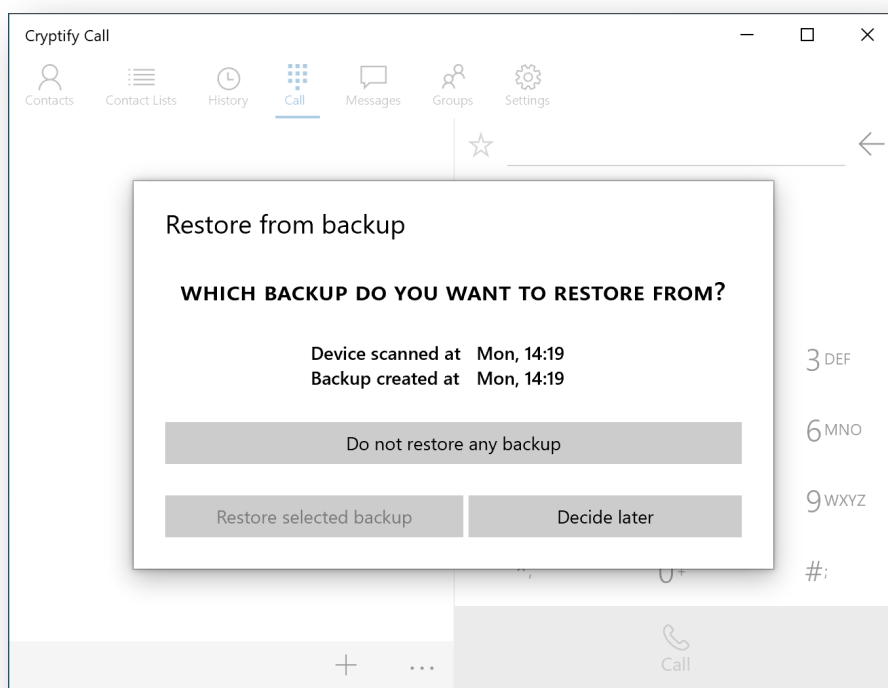 Cryptify Call
Contacts
Contact Lists
History
Call
Messages
Groups
Settings
Restore from backup
WHICH BACKUP DO YOU WANT TO RESTORE FROM?
Device scanned at Mon, 14:19
Backup created at Mon, 14:19
Do not restore any backup
Restore selected backup
Decide later
3 DEF
6 MNO
9 WXYZ
0 +
# ;
Call